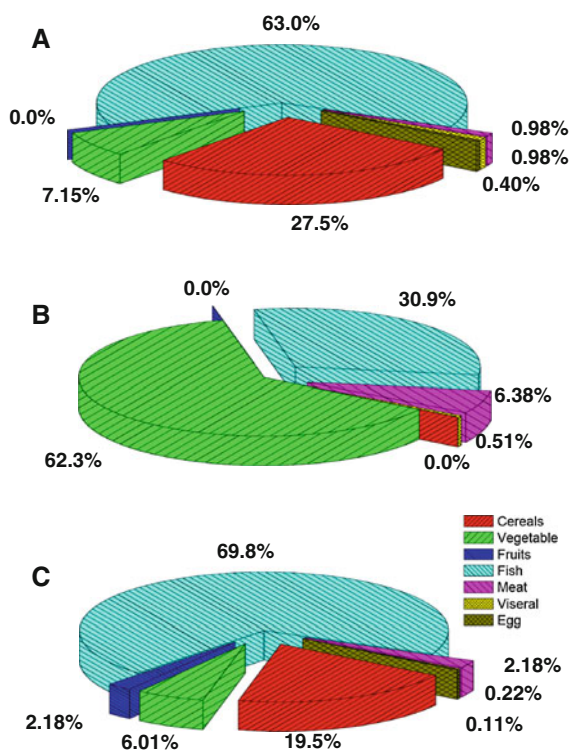 A
63.0%
0.0%
0.98%
0.98%
0.40%
7.15%
27.5%
B
0.0%
30.9%
6.38%
0.51%
0.0%
62.3%
C
69.8%
Cereals
Vegetable
Fruits
Fish
Meat
Viseral
Egg
2.18%
0.22%
0.11%
2.18%
6.01%
19.5%